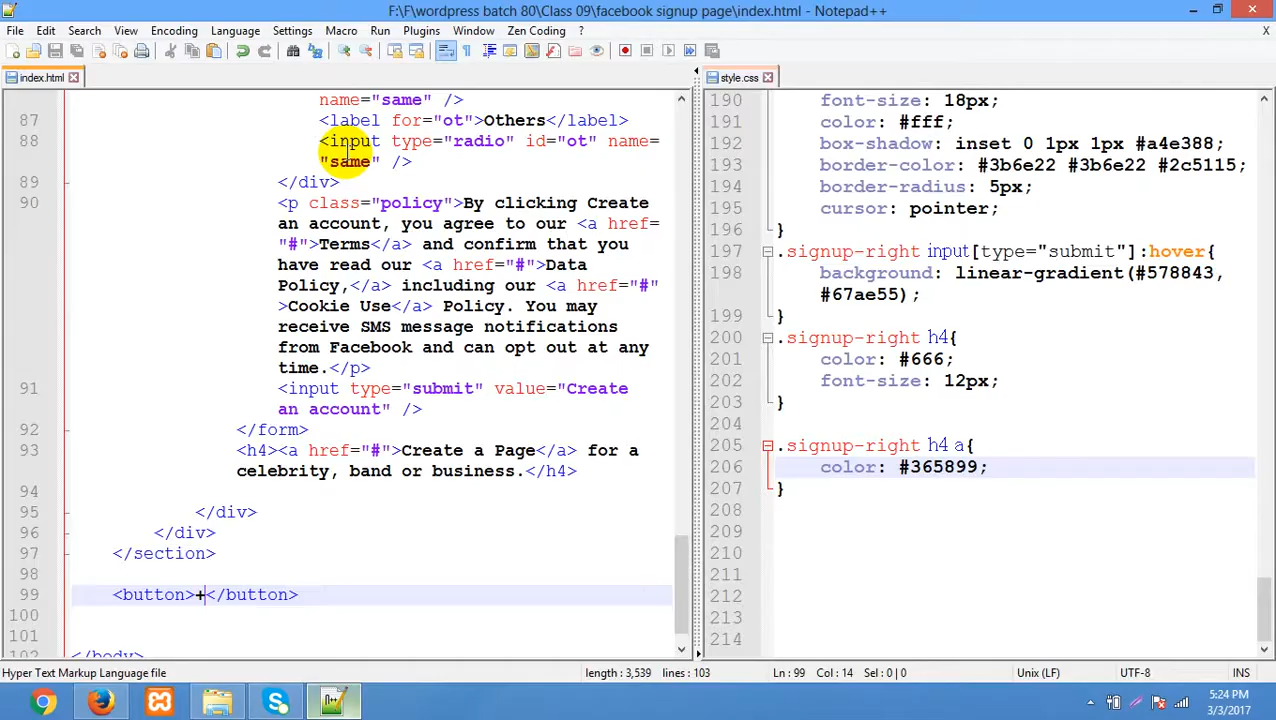 F:\F\wordpress batch 80\Class 09\facebook signup page\index.html - Notepad++
File Edit Search View Encoding Language Settings Macro Run Plugins Window Zen Coding ? X
index.html
name="same" />
87 <label for="ot">Others</label>
88 <input type="radio" id="ot" name=
"same" />
89 </div>
90 <p class="policy">By clicking Create
an account, you agree to our <a href=
"#">Terms</a> and confirm that you
have read our <a href="#">Data
Policy,</a> including our <a href="#"
>Cookie Use</a> Policy. You may
receive SMS message notifications
from Facebook and can opt out at any
time.</p>
91 <input type="submit" value="Create
an account" />
92 </form>
93 <h4><a href="#">Create a Page</a> for a
celebrity, band or business.</h4>
94
95 </div>
96 </div>
97 </section>
98
99 <button>+</button>
100
101
102 </body>
style.css
190 font-size: 18px;
191 color: #fff;
192 box-shadow: inset 0 1px 1px #a4e388;
193 border-color: #3b6e22 #3b6e22 #2c5115;
194 border-radius: 5px;
195 cursor: pointer;
196 }
197 .signup-right input[type="submit"]:hover{
198 background: linear-gradient(#578843,
#67ae55);
199 }
200 .signup-right h4{
201 color: #666;
202 font-size: 12px;
203 }
204
205 .signup-right h4 a{
206 color: #365899;
207 }
208
209
210
211
212
213
214
Hyper Text Markup Language file length : 3,539 lines : 103 Ln : 99 Col : 14 Sel : 0 | 0 Unix (LF) UTF-8 INS
5:24 PM
3/3/2017